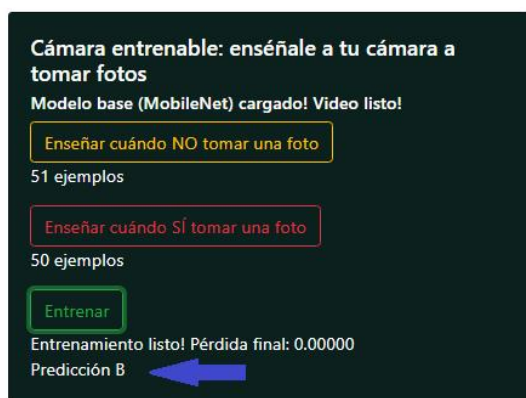 Cámara entrenable: enséñale a tu cámara a
tomar fotos
Modelo base (MobileNet) cargado! Video listo!
Enseñar cuándo NO tomar una foto
51 ejemplos
Enseñar cuándo SÍ tomar una foto
50 ejemplos
Entrenar
Entrenamiento listo! Pérdida final: 0.00000
Predicción B